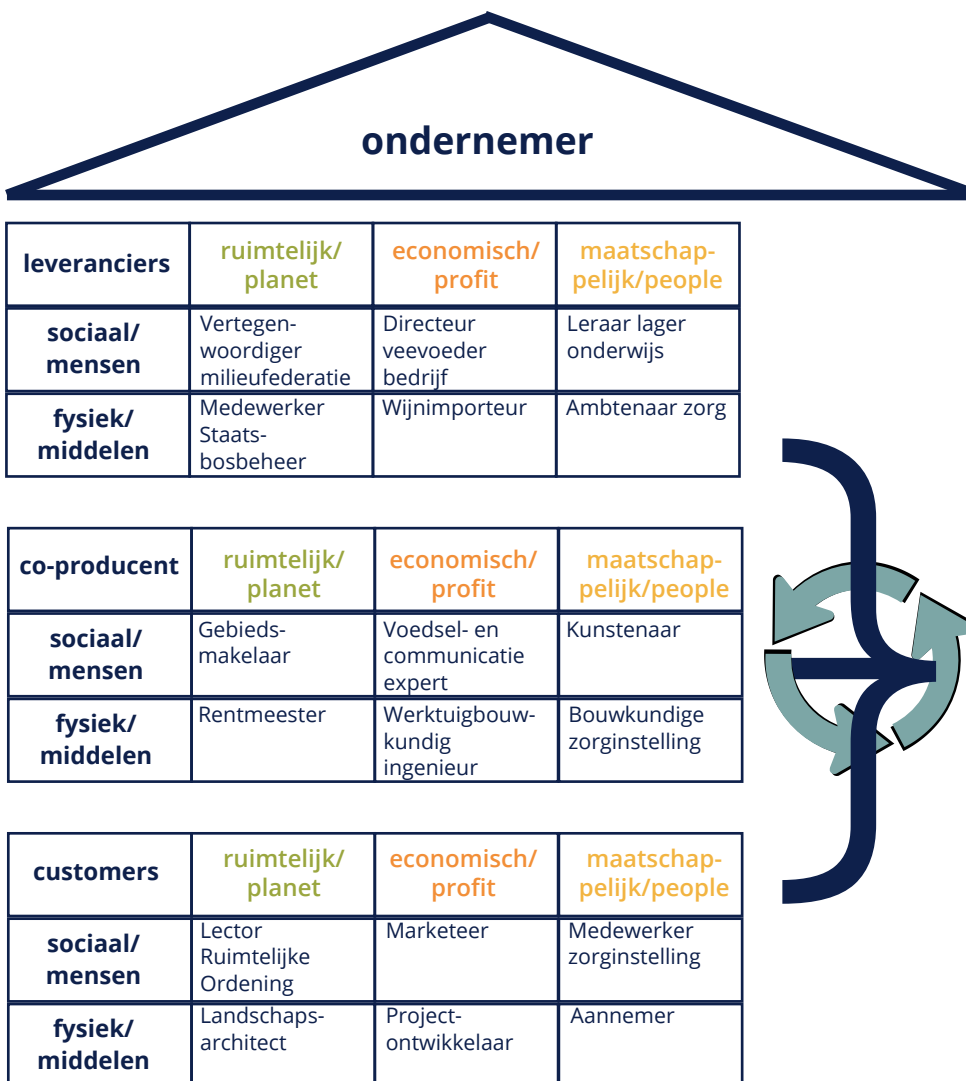 ondernemer
leveranciers
ruimtelijk/
planet
economisch/
profit
maatschap-
pelijk/people
sociaal/
mensen
Vertegen-
woordiger
milieufederatie
Directeur
veevoeder
bedrijf
Leraar lager
onderwijs
fysiek/
middelen
Medewerker
Staats-
bosbeheer
Wijnimporteur
Ambtenaar zorg
co-producent
ruimtelijk/
planet
economisch/
profit
maatschap-
pelijk/people
sociaal/
mensen
Gebieds-
makelaar
Voedsel- en
communicatie
expert
Kunstenaar
fysiek/
middelen
Rentmeester
Werktuigbouw-
kundig
ingenieur
Bouwkundige
zorginstelling
customers
ruimtelijk/
planet
economisch/
profit
maatschap-
pelijk/people
sociaal/
mensen
Lector
Ruimtelijke
Ordening
Marketeer
Medewerker
zorginstelling
fysiek/
middelen
Landschaps-
architect
Project-
ontwikkelaar
Aannemer